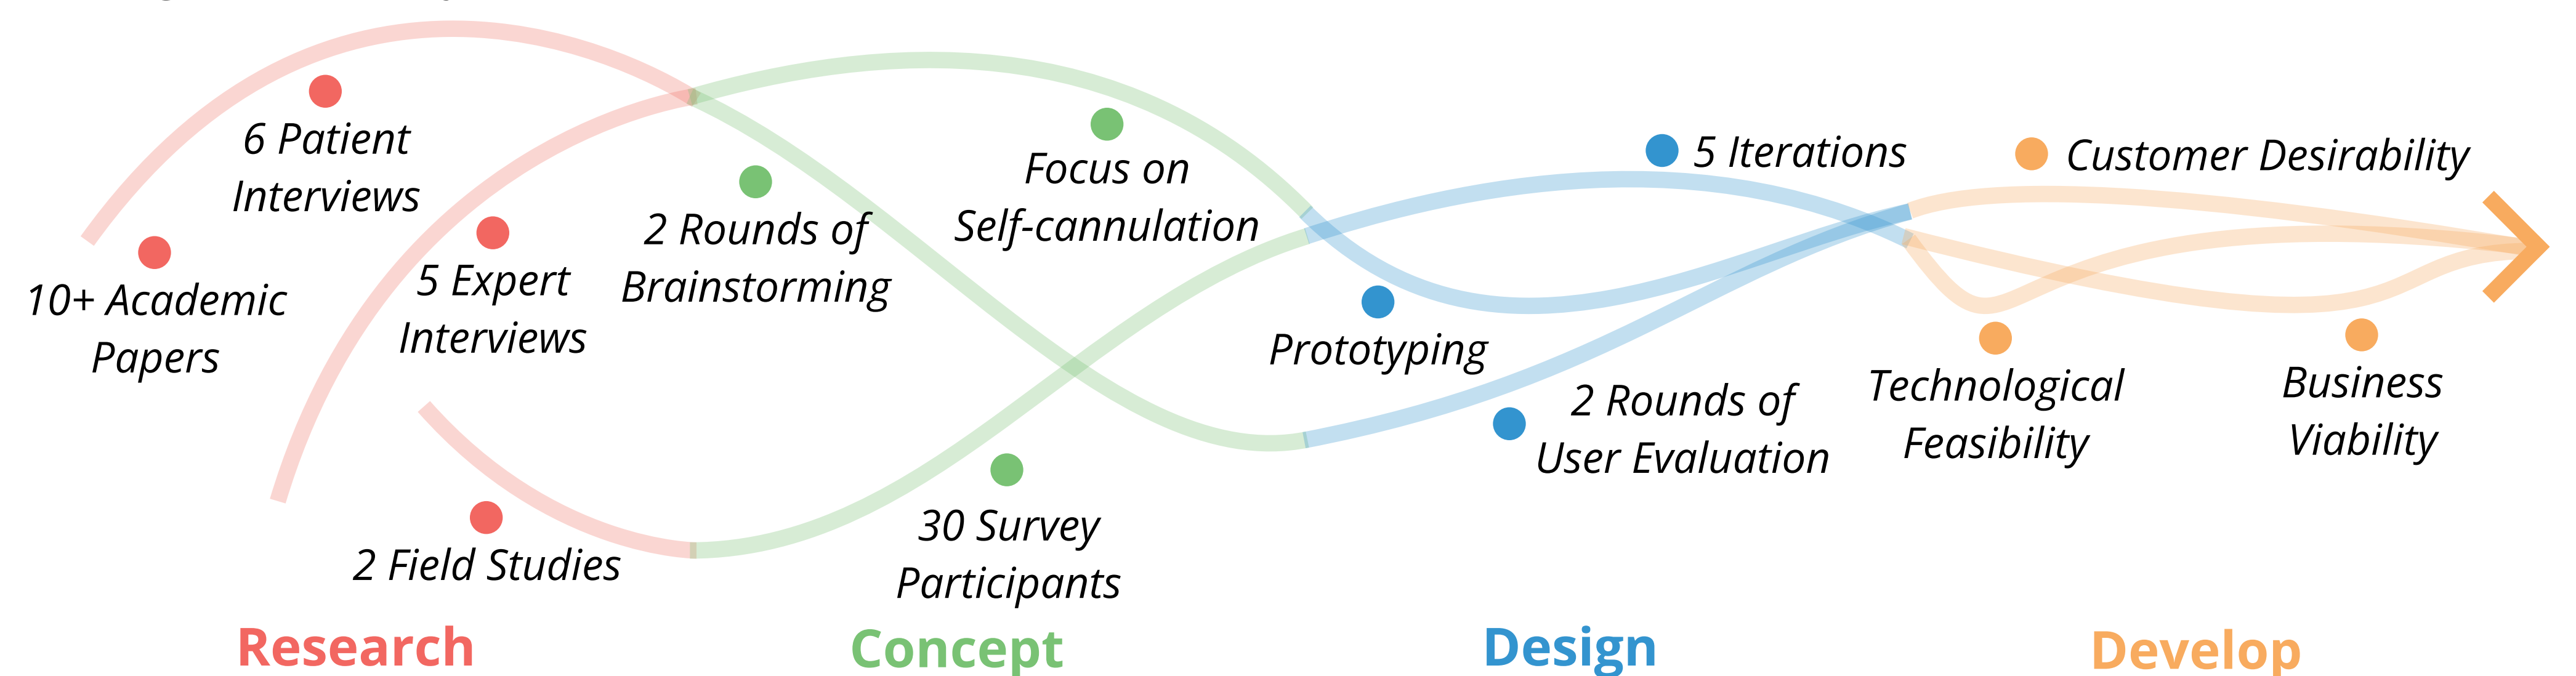 6 Patient
Interviews
10+ Academic
Papers
5 Expert
Interviews
2 Field Studies
2 Rounds of
Brainstorming
Focus on
Self-cannulation
30 Survey
Participants
5 Iterations
Prototyping
2 Rounds of
User Evaluation
Customer Desirability
Technological
Feasibility
Business
Viability
Research
Concept
Design
Develop